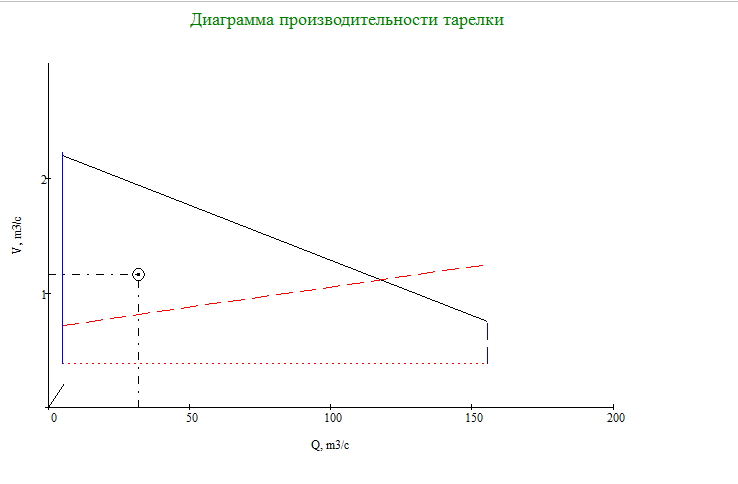 Диаграмма производительности тарелки
2
V, m3/c
1
0 50 100 150 200
Q, m3/c